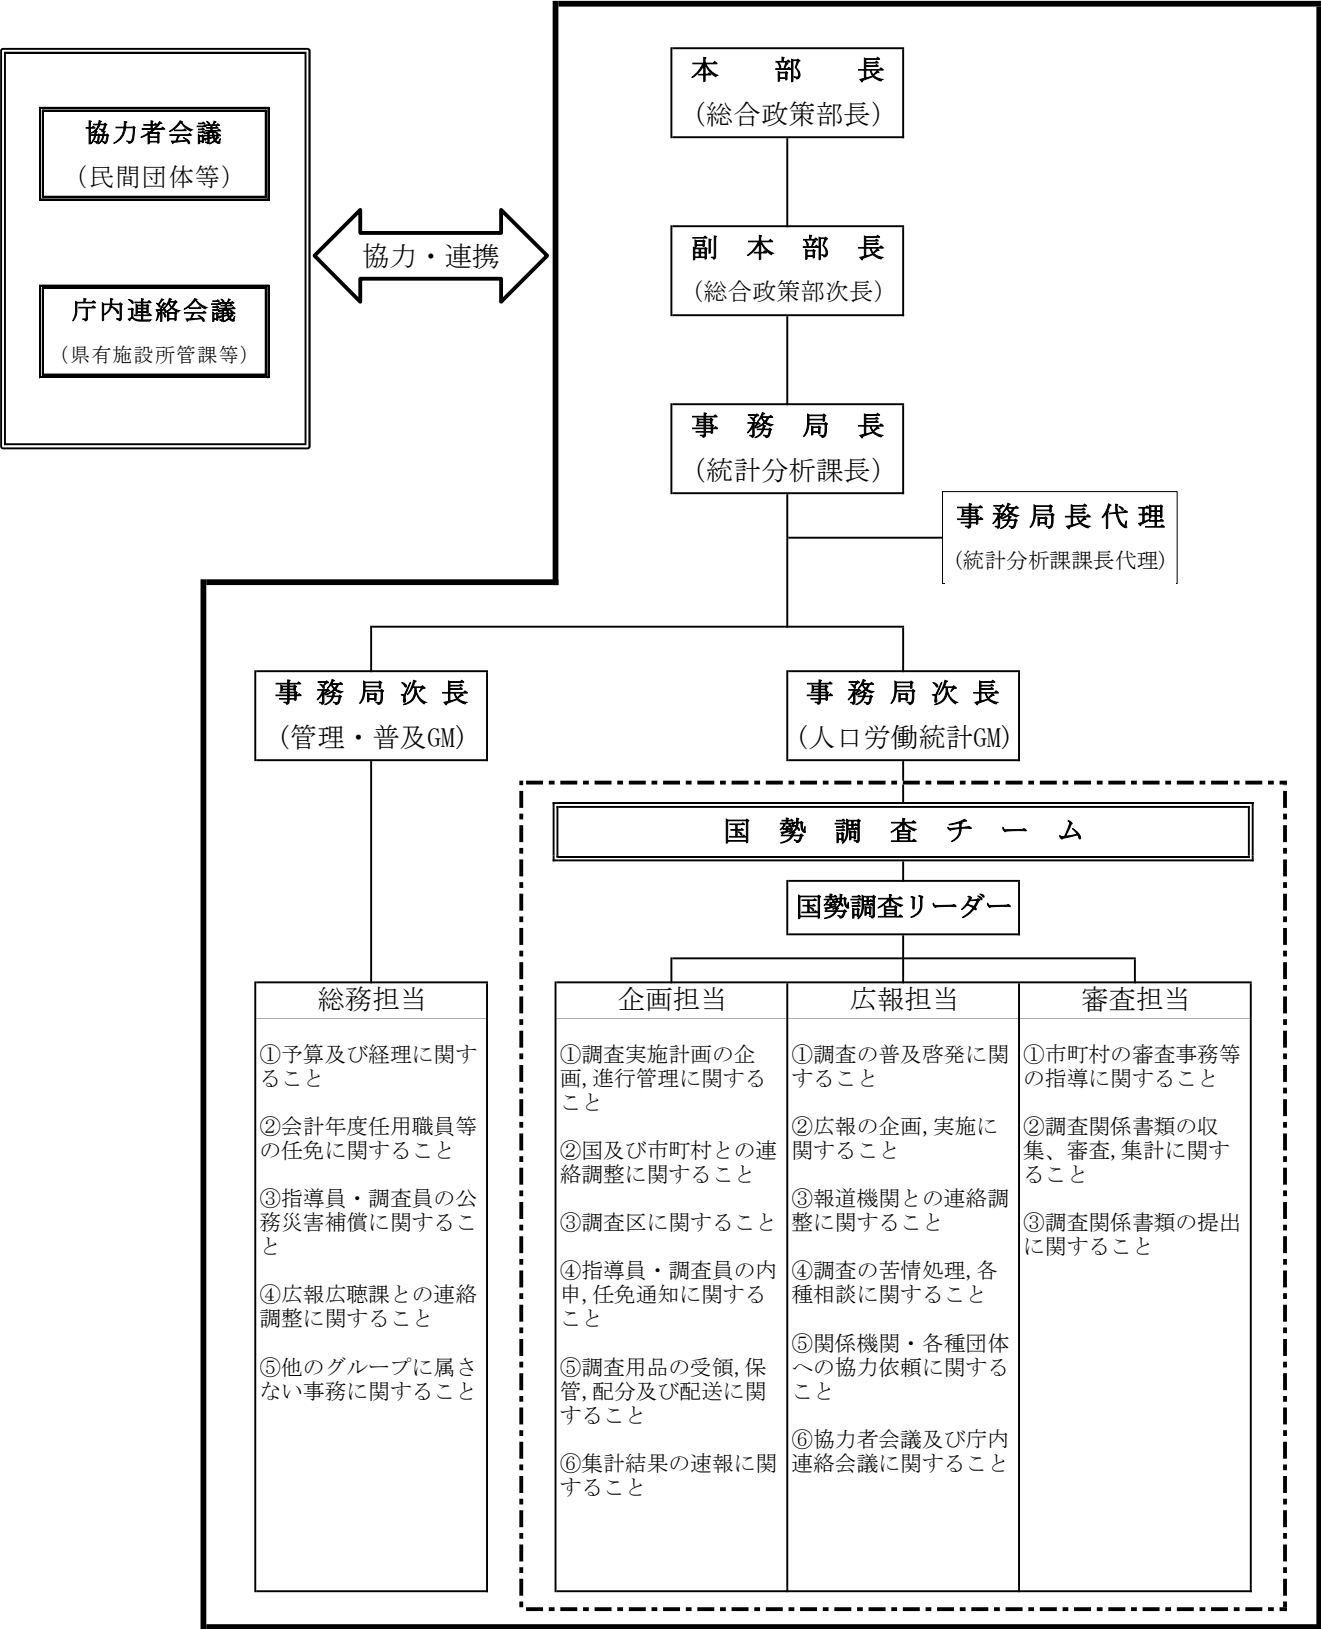 本部長
(総合政策部長)
協力者会議
(民間団体等)
協力・連携
副本部長
(総合政策部次長)
庁内連絡会議
(県有施設所管課等)
事務局長
(統計分析課長)
事務局長代理
(統計分析課課長代理)
事務局次長
(管理・普及GM)
事務局次長
(人口労働統計GM)
国勢調査チーム
国勢調査リーダー
総務担当
①予算及び経理に関す
ること
②会計年度任用職員等
の任免に関すること
③指導員・調査員の公
務災害補償に関するこ
と
④広報広聴課との連絡
調整に関すること
⑤他のグループに属さ
ない事務に関すること
企画担当
①調査実施計画の企
画,進行管理に関する
こと
②国及び市町村との連
絡調整に関すること
③調査区に関すること
④指導員・調査員の内
申,任免通知に関する
こと
⑤調査用品の受領,保
管,配分及び配送に関
すること
⑥集計結果の速報に関
すること
広報担当
①調査の普及啓発に関
すること
②広報の企画,実施に
関すること
③報道機関との連絡調
整に関すること
④調査の苦情処理,各
種相談に関すること
⑤関係機関・各種団体
への協力依頼に関する
こと
⑥協力者会議及び庁内
連絡会議に関すること
審査担当
①市町村の審査事務等
の指導に関すること
②調査関係書類の収
集、審査,集計に関す
ること
③調査関係書類の提出
に関すること